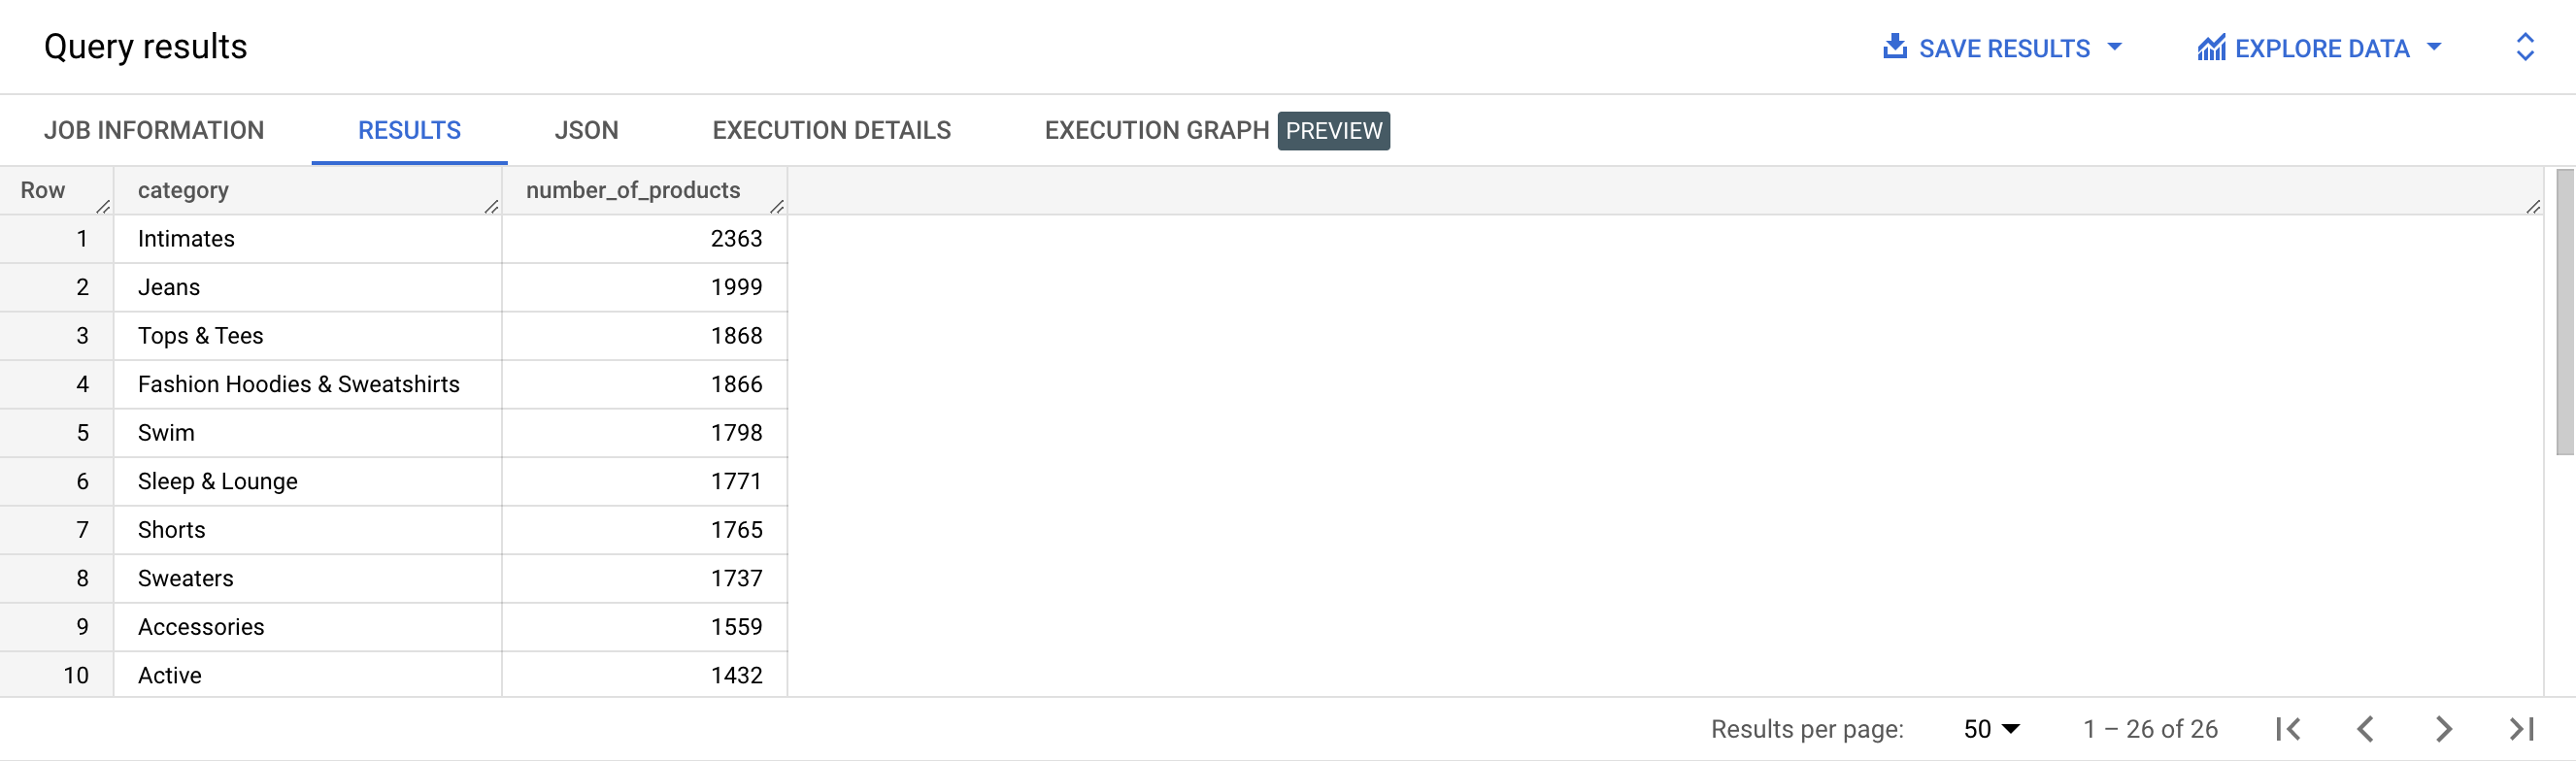 Query results
SAVE RESULTS EXPLORE DATA
JOB INFORMATION RESULTS JSON EXECUTION DETAILS EXECUTION GRAPH PREVIEW
Row category number_of_products
1 Intimates 2363
2 Jeans 1999
3 Tops & Tees 1868
4 Fashion Hoodies & Sweatshirts 1866
5 Swim 1798
6 Sleep & Lounge 1771
7 Shorts 1765
8 Sweaters 1737
9 Accessories 1559
10 Active 1432
Results per page: 50 1 – 26 of 26